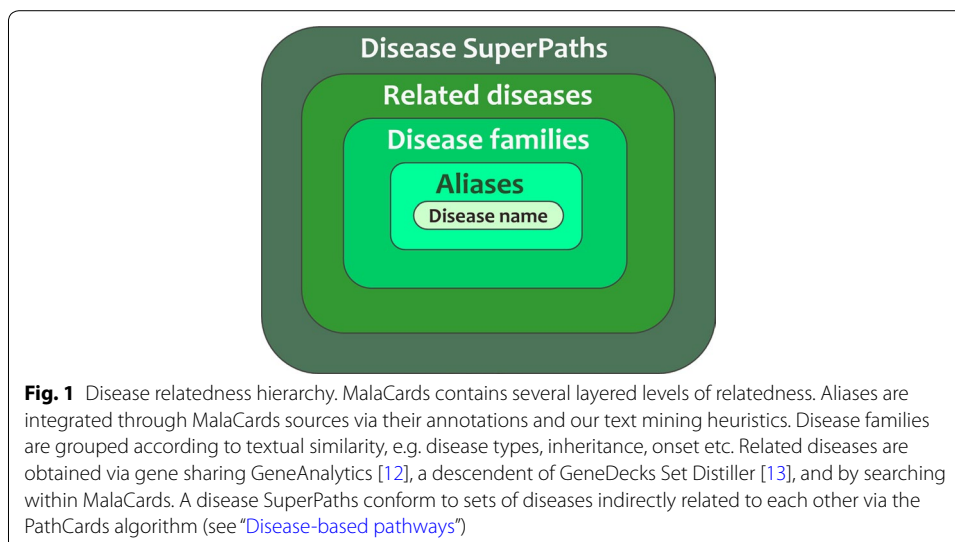 Disease SuperPaths
Related diseases
Disease families
Aliases
Disease name
Fig. 1 Disease relatedness hierarchy. MalaCards contains several layered levels of relatedness. Aliases are
integrated through MalaCards sources via their annotations and our text mining heuristics. Disease families
are grouped according to textual similarity, e.g. disease types, inheritance, onset etc. Related diseases are
obtained via gene sharing GeneAnalytics [12], a descendent of GeneDecks Set Distiller [13], and by searching
within MalaCards. A disease SuperPaths conform to sets of diseases indirectly related to each other via the
PathCards algorithm (see “Disease-based pathways”)